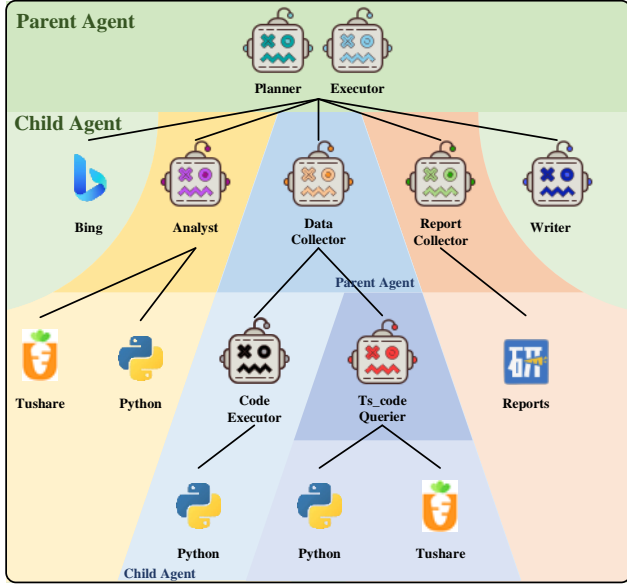 Parent Agent
Planner
Executor
Child Agent
Bing
Analyst
Data
Collector
Report
Collector
Writer
Parent Agent
Tushare
Python
Code
Executor
Ts_code
Querier
研
Reports
Python
Python
Tushare
Child Agent